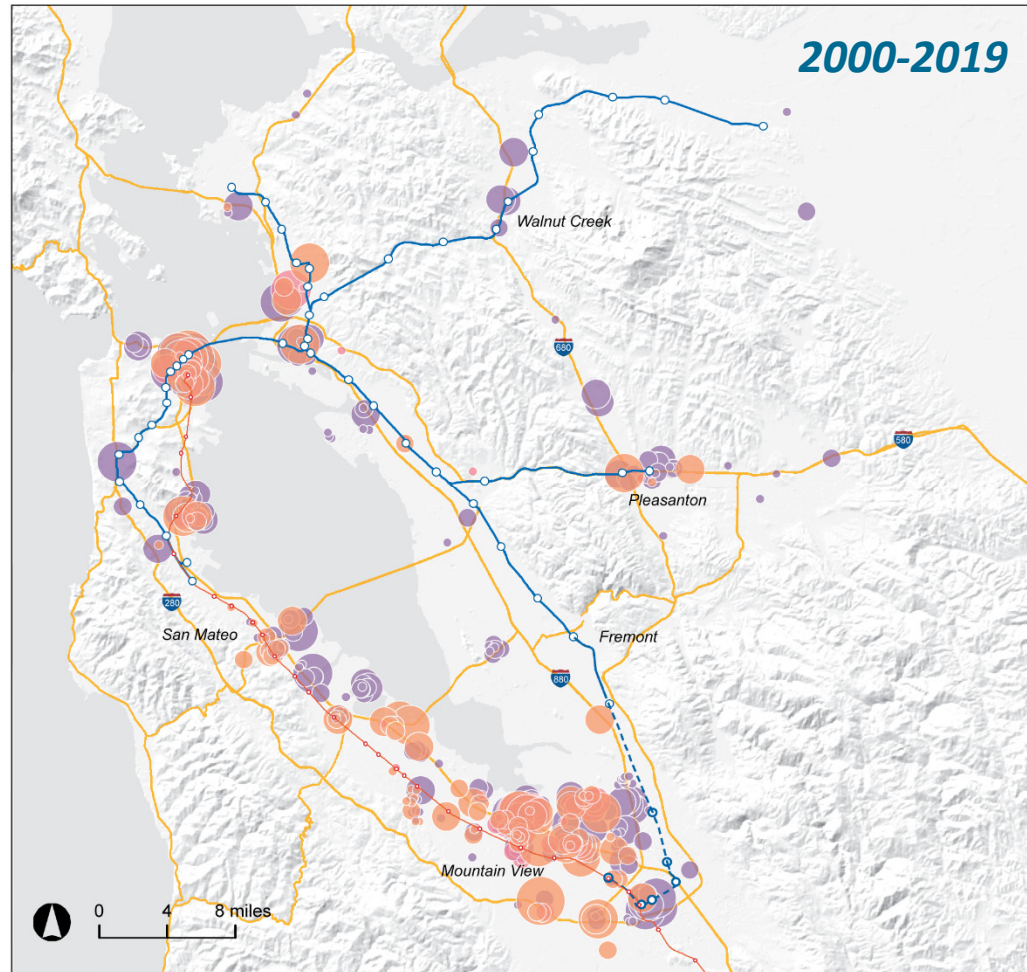 2000-2019
Walnut Creek
680
580
Pleasanton
280
San Mateo
Fremont
880
Mountain View
0 4 8 miles